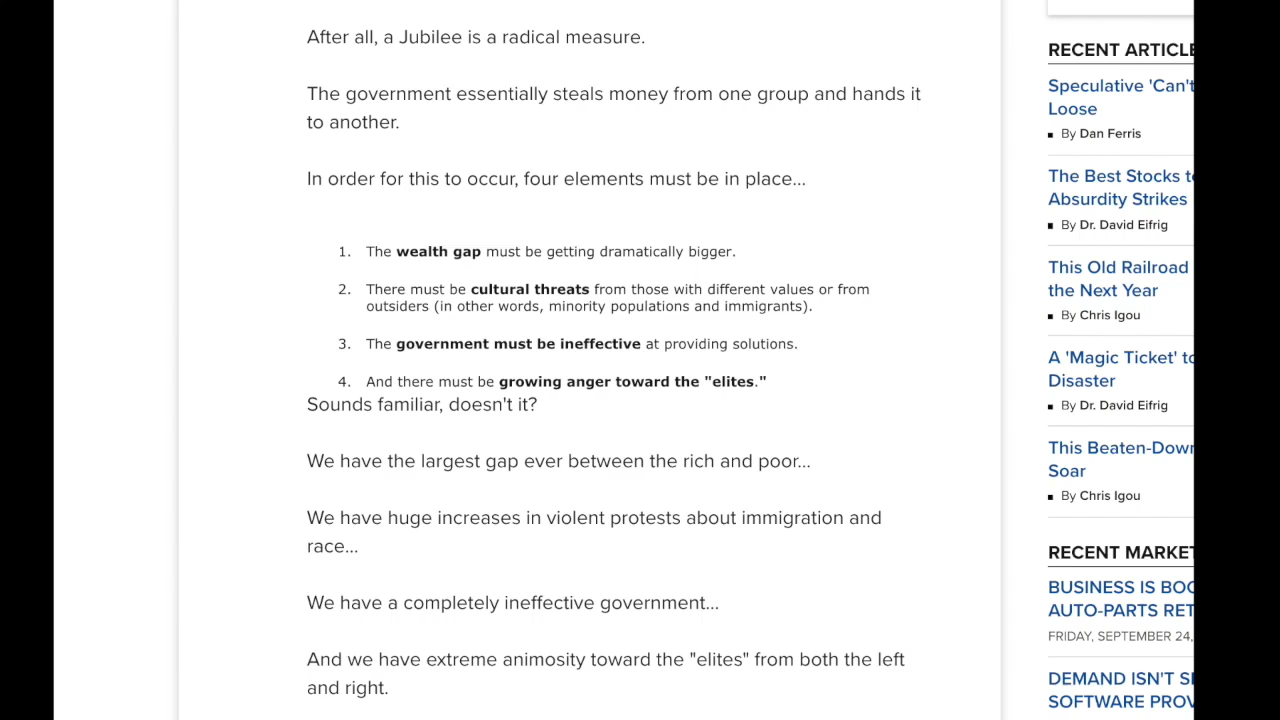 After all, a Jubilee is a radical measure.
The government essentially steals money from one group and hands it
to another.
In order for this to occur, four elements must be in place...
1. The wealth gap must be getting dramatically bigger.
2. There must be cultural threats from those with different values or from
outsiders (in other words, minority populations and immigrants).
3. The government must be ineffective at providing solutions.
4. And there must be growing anger toward the "elites."
Sounds familiar, doesn't it?
We have the largest gap ever between the rich and poor...
We have huge increases in violent protests about immigration and
race...
We have a completely ineffective government...
And we have extreme animosity toward the "elites" from both the left
and right.
RECENT ARTICLE
Speculative 'Can't
Loose
▪ By Dan Ferris
The Best Stocks to
Absurdity Strikes
▪ By Dr. David Eifrig
This Old Railroad
the Next Year
▪ By Chris Igou
A 'Magic Ticket' to
Disaster
▪ By Dr. David Eifrig
This Beaten-Down
Soar
▪ By Chris Igou
RECENT MARKET
BUSINESS IS BOO
AUTO-PARTS RET
FRIDAY, SEPTEMBER 24,
DEMAND ISN'T S
SOFTWARE PROV